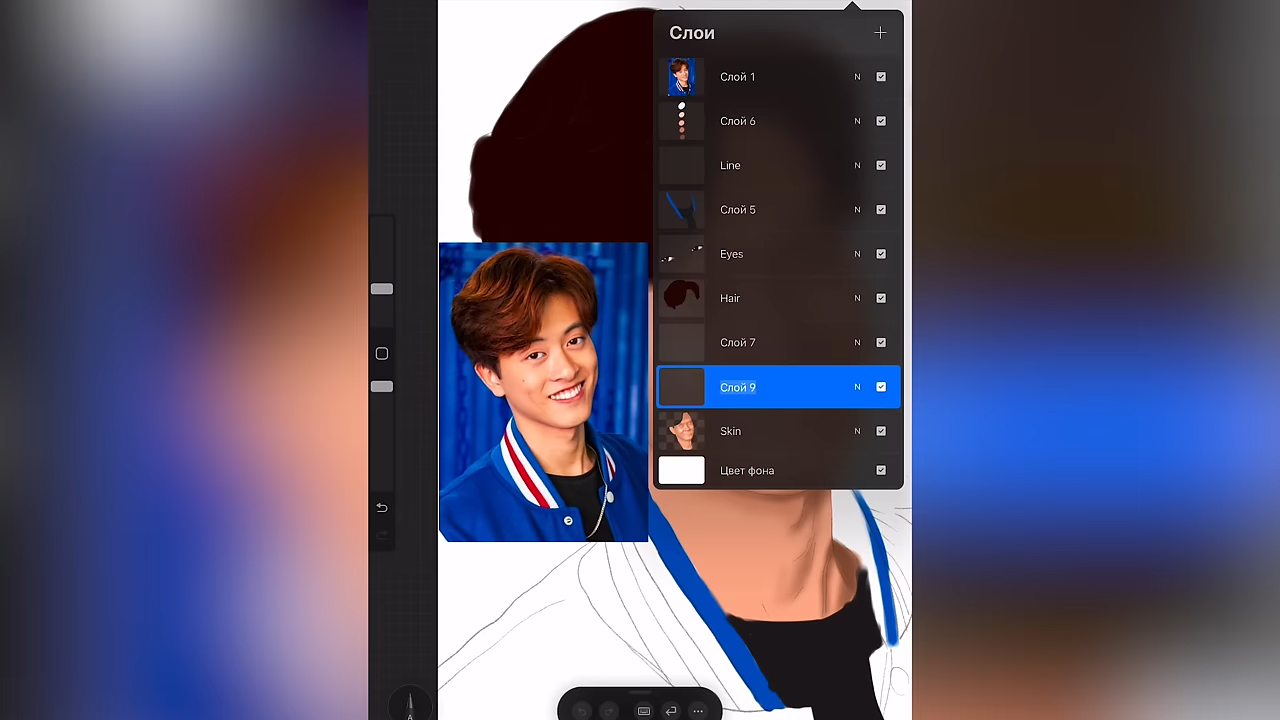 Слои
Слой 1 N
Слой 6 N
Line N
Слой 5 N
Eyes N
Hair N
Слой 7 N
Слой 9 N
Skin N
Цвет фона
A